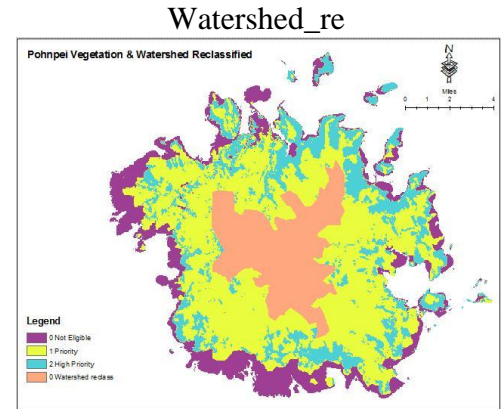 Watershed_re
Pohnpei Vegetation & Watershed Reclassified
N
Miles
0 2 4
Legend
0 Not Eligible
1 Priority
2 High Priority
0 Watershed reclass